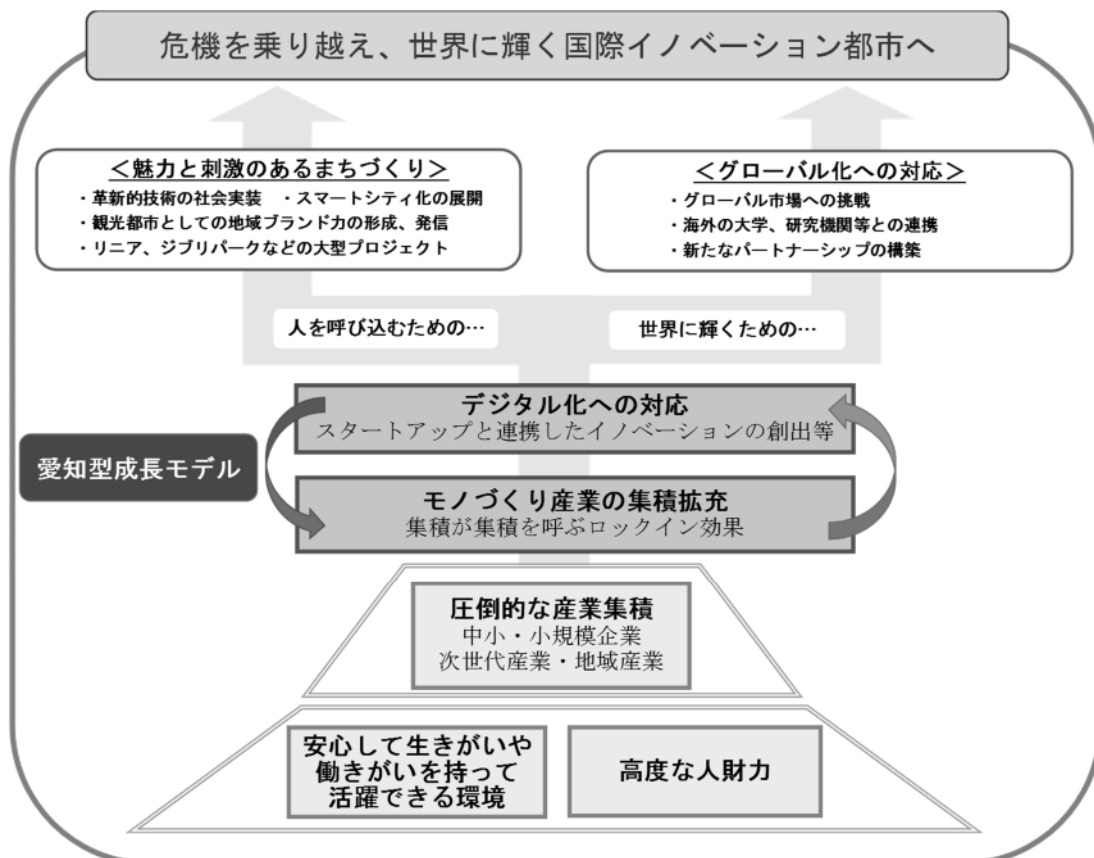 危機を乗り越え、世界に輝く国際イノベーション都市へ
＜魅力と刺激のあるまちづくり＞
・革新的技術の社会実装　・スマートシティ化の展開
・観光都市としての地域ブランド力の形成、発信
・リニア、ジブリパークなどの大型プロジェクト
＜グローバル化への対応＞
・グローバル市場への挑戦
・海外の大学、研究機関等との連携
・新たなパートナーシップの構築
人を呼び込むための…
世界に輝くための…
デジタル化への対応
スタートアップと連携したイノベーションの創出等
愛知型成長モデル
モノづくり産業の集積拡充
集積が集積を呼ぶロックイン効果
圧倒的な産業集積
中小・小規模企業
次世代産業・地域産業
安心して生きがいや
働きがいを持って
活躍できる環境
高度な人財力